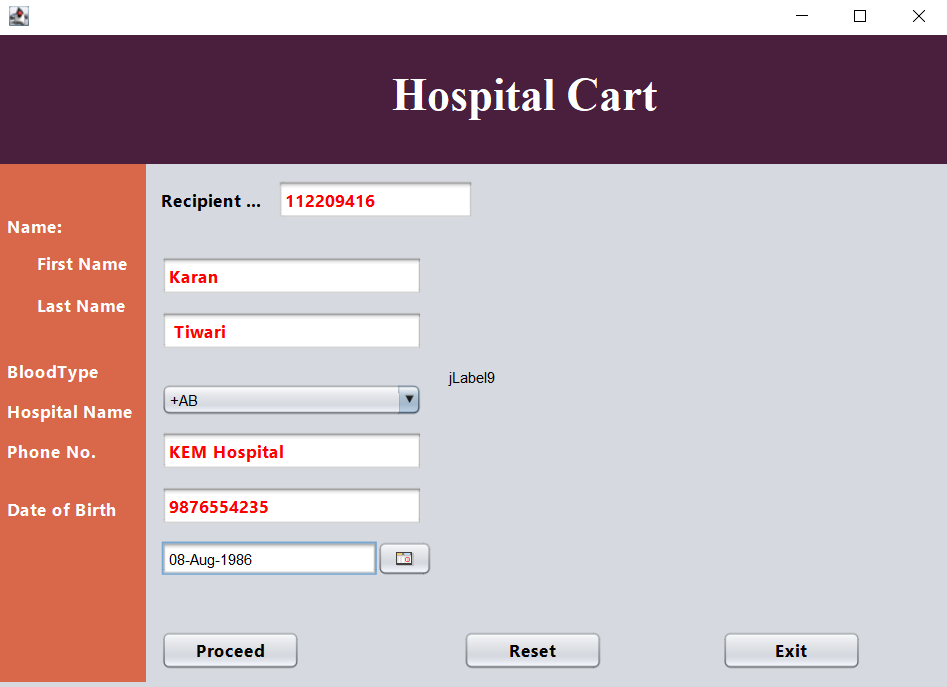 Hospital Cart
Recipient ... 112209416
Name:
First Name Karan
Last Name Tiwari
BloodType +AB jLabel9
Hospital Name KEM Hospital
Phone No. 9876554235
Date of Birth 08-Aug-1986
Proceed Reset Exit